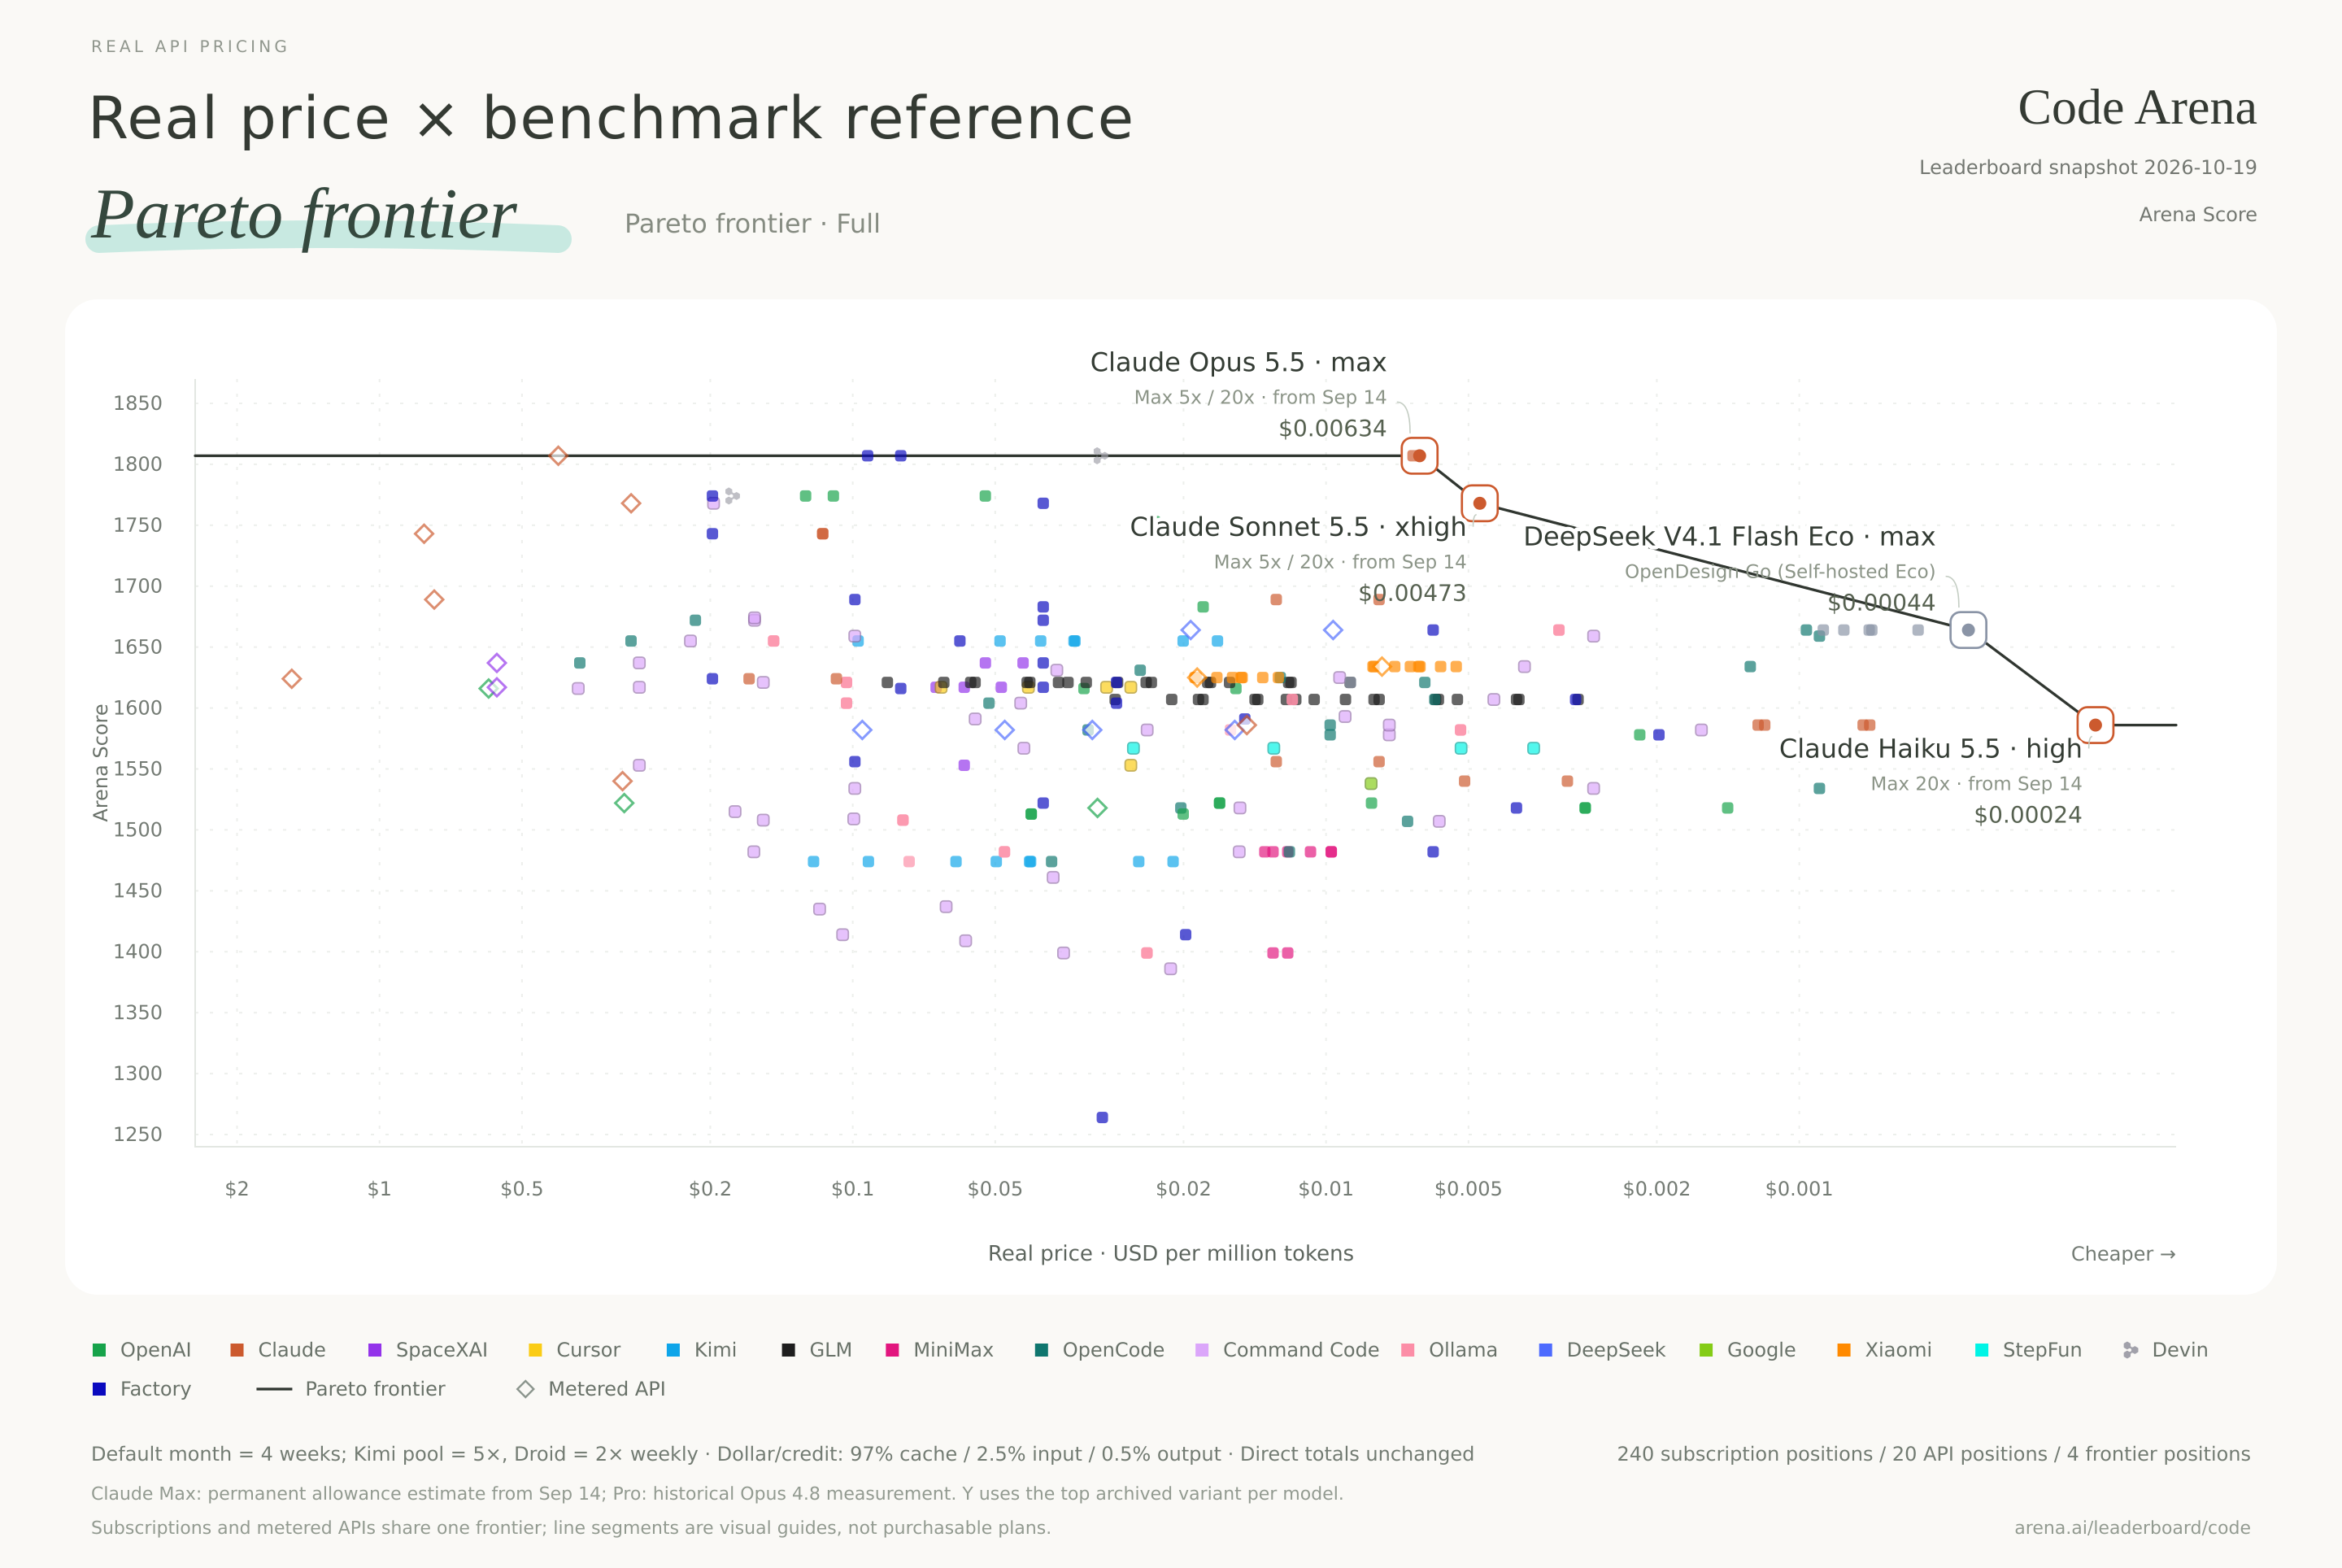 REAL API PRICING
Real price × benchmark reference
Pareto frontier
Pareto frontier · Full
Code Arena
Leaderboard snapshot 2026-10-19
Arena Score
Claude Opus 5.5 · max
Max 5x / 20x · from Sep 14
$0.00634
Claude Sonnet 5.5 · xhigh
Max 5x / 20x · from Sep 14
$0.00473
DeepSeek V4.1 Flash Eco · max
OpenDesign Go (Self-hosted Eco)
$0.00044
Claude Haiku 5.5 · high
Max 20x · from Sep 14
$0.00024
Arena Score
1850
1800
1750
1700
1650
1600
1550
1500
1450
1400
1350
1300
1250
$2 $1 $0.5 $0.2 $0.1 $0.05 $0.02 $0.01 $0.005 $0.002 $0.001
Real price · USD per million tokens
Cheaper →
OpenAI Claude SpaceXAI Cursor Kimi GLM MiniMax OpenCode Command Code Ollama DeepSeek Google Xiaomi StepFun Devin
Factory Pareto frontier Metered API
Default month = 4 weeks; Kimi pool = 5×, Droid = 2× weekly · Dollar/credit: 97% cache / 2.5% input / 0.5% output · Direct totals unchanged
240 subscription positions / 20 API positions / 4 frontier positions
Claude Max: permanent allowance estimate from Sep 14; Pro: historical Opus 4.8 measurement. Y uses the top archived variant per model.
Subscriptions and metered APIs share one frontier; line segments are visual guides, not purchasable plans.
arena.ai/leaderboard/code